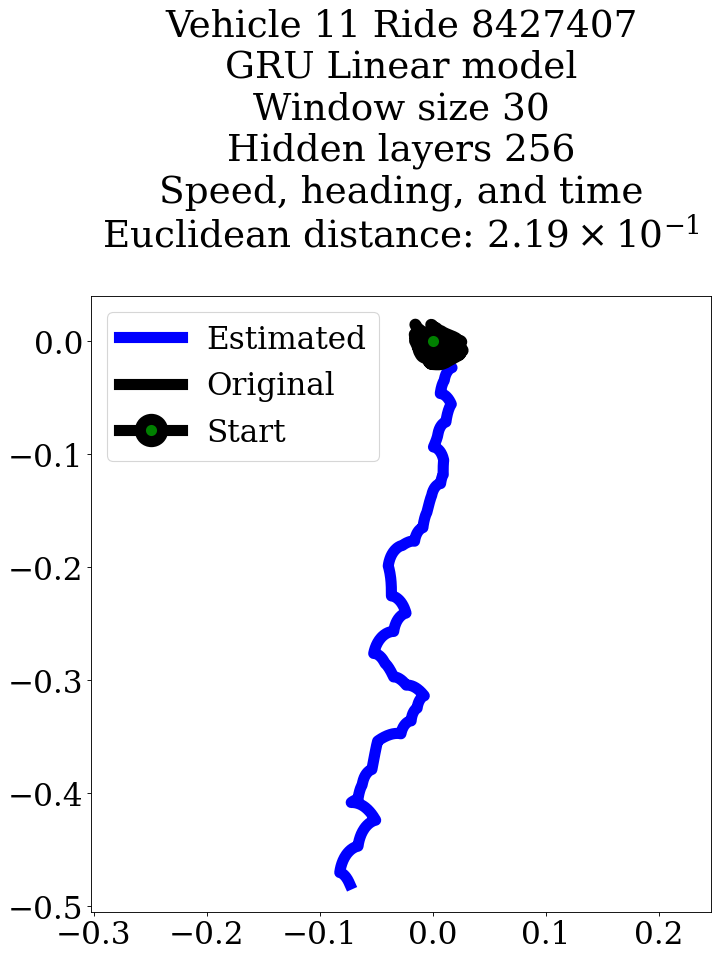 Vehicle 11 Ride 8427407
GRU Linear model
Window size 30
Hidden layers 256
Speed, heading, and time
Euclidean distance: 2.19 × 10⁻¹
Estimated
Original
Start
0.0
−0.1
−0.2
−0.3
−0.4
−0.5
−0.3 −0.2 −0.1 0.0 0.1 0.2